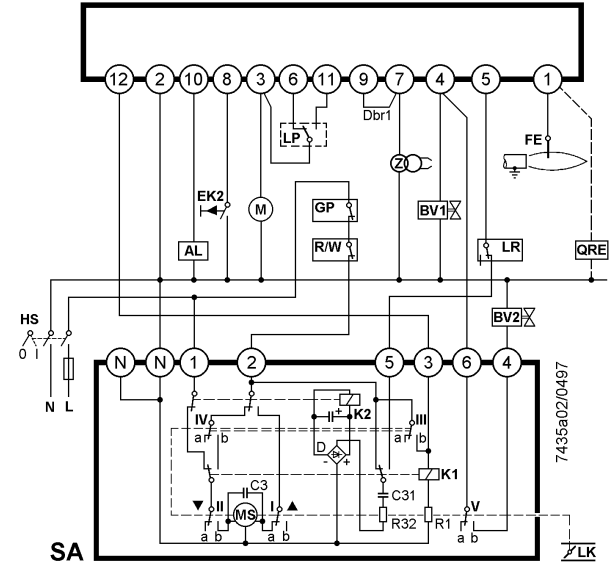 12 2 10 8 3 6 11 9 7 4 5 1
Dbr1
LP
FE
Z
EK2
M
GP
BV1
R/W
LR
AL
QRE
HS
0 I
BV2
N L
N N 1 2 5 3 6 4
7435a02/0497
K2
IV
III
a b
a b
+
D
- +
K1
C3
C31
II
MS
I
V
R32
R1
a b
a b
a b
SA
LK